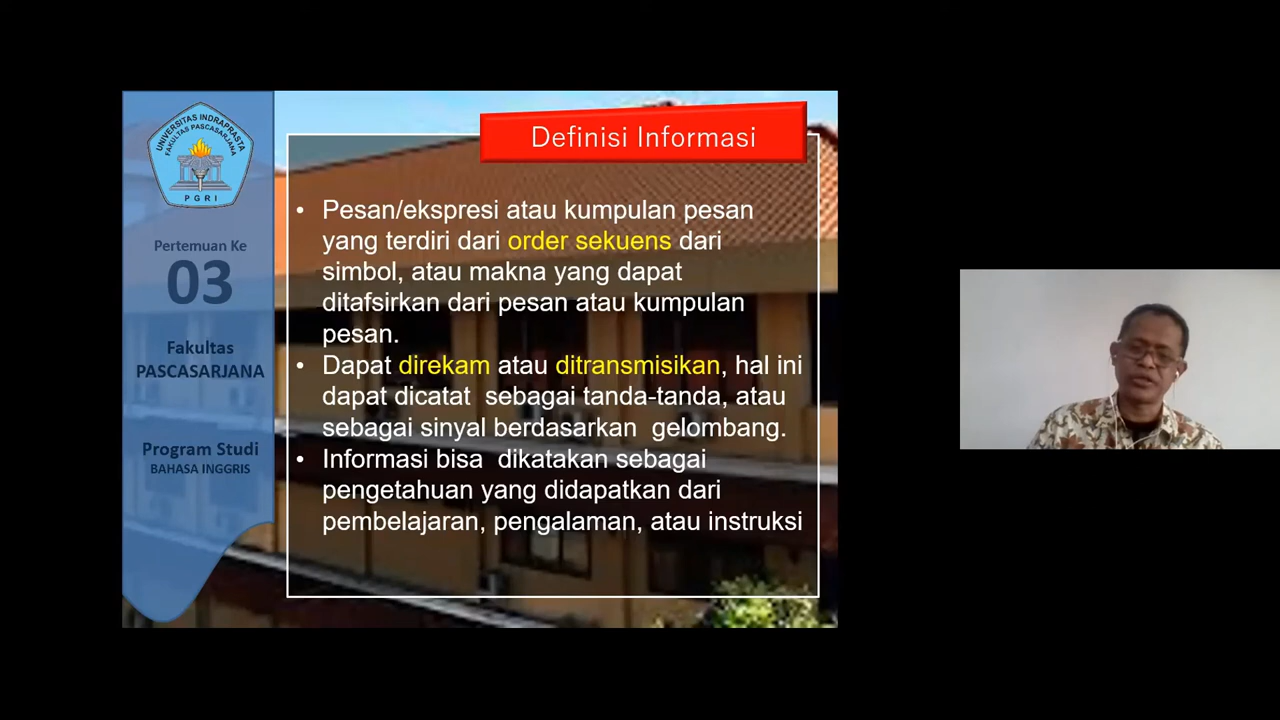 UNIVERSITAS INDRAPRASTA
FAKULTAS PASCASARJANA
PGRI
Pertemuan Ke
03
Fakultas
PASCASARJANA
Program Studi
BAHASA INGGRIS
Definisi Informasi
• Pesan/ekspresi atau kumpulan pesan
yang terdiri dari order sekuens dari
simbol, atau makna yang dapat
ditafsirkan dari pesan atau kumpulan
pesan.
• Dapat direkam atau ditransmisikan, hal ini
dapat dicatat sebagai tanda-tanda, atau
sebagai sinyal berdasarkan gelombang.
• Informasi bisa dikatakan sebagai
pengetahuan yang didapatkan dari
pembelajaran, pengalaman, atau instruksi